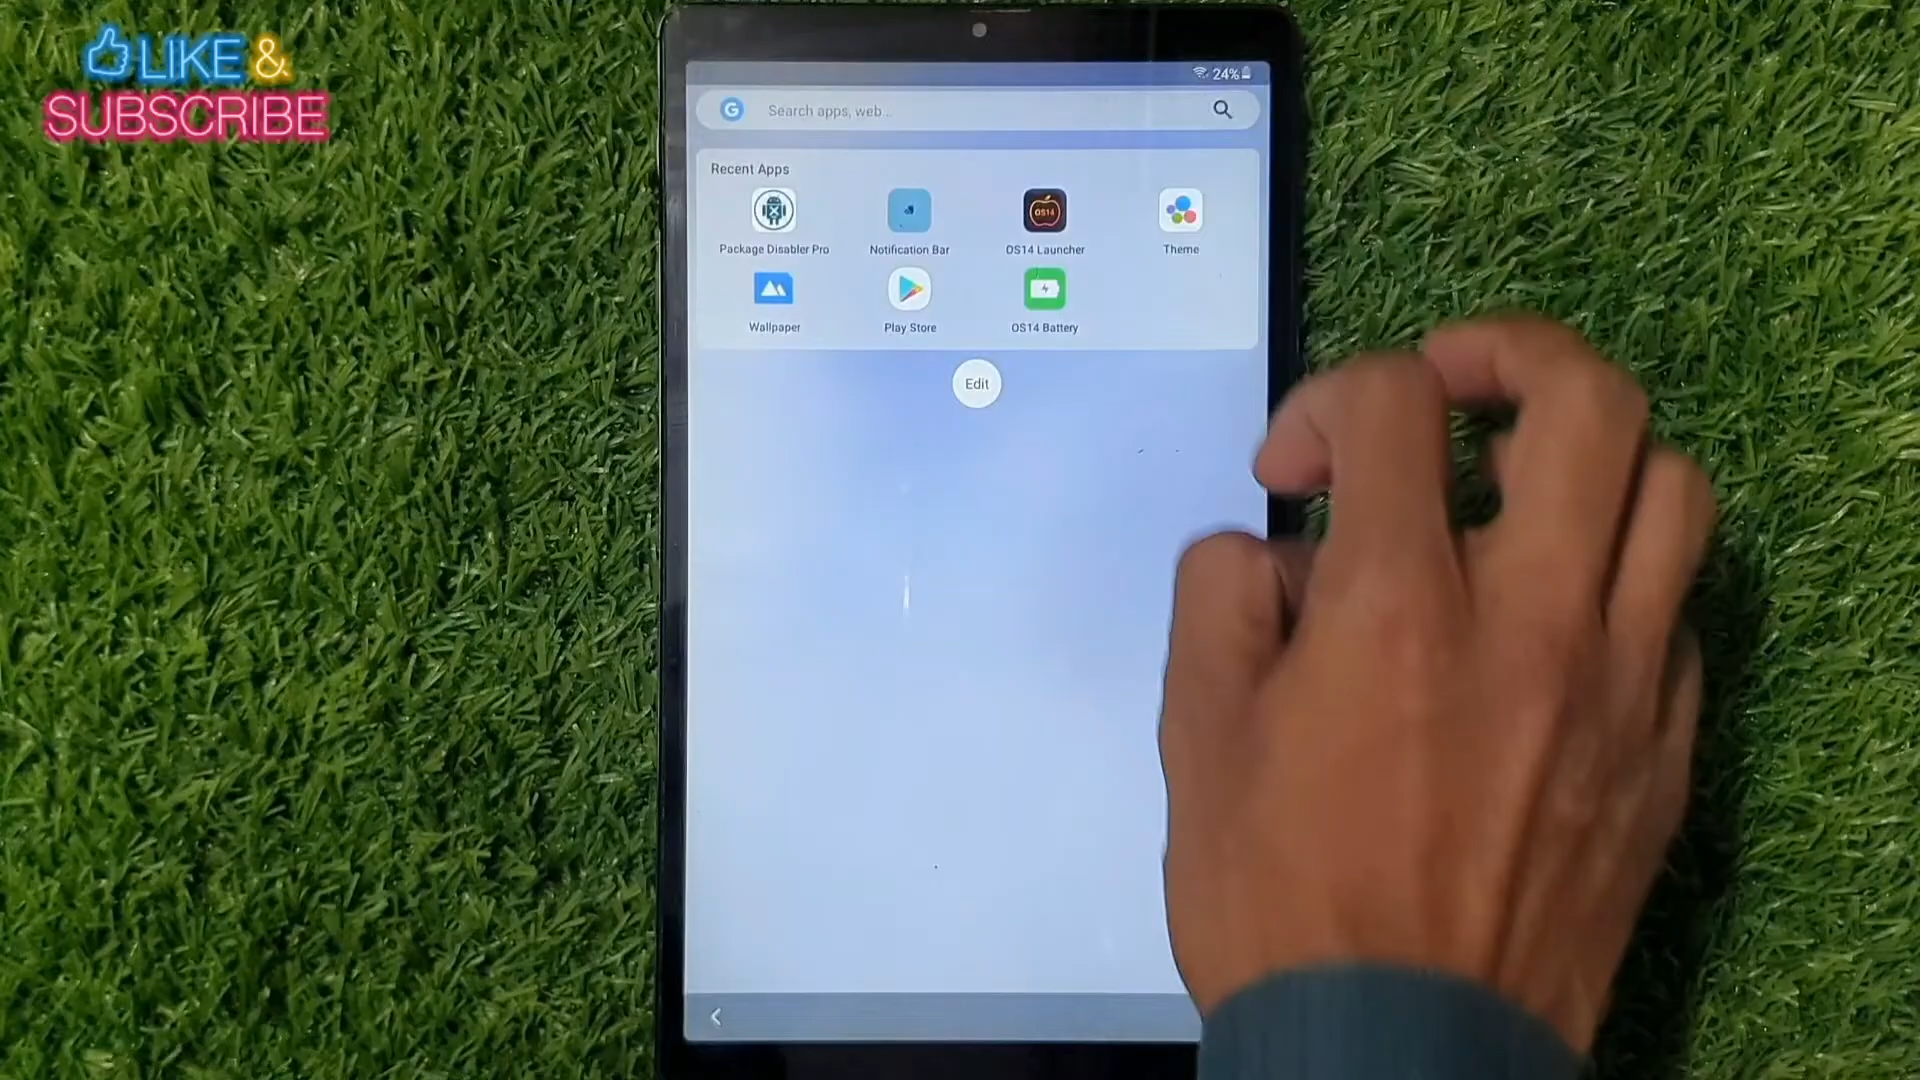 LIKE &
SUBSCRIBE
24%
G
Search apps, web...
Recent Apps
Package Disabler Pro
Notification Bar
OS14
OS14 Launcher
Theme
Wallpaper
Play Store
OS14 Battery
Edit